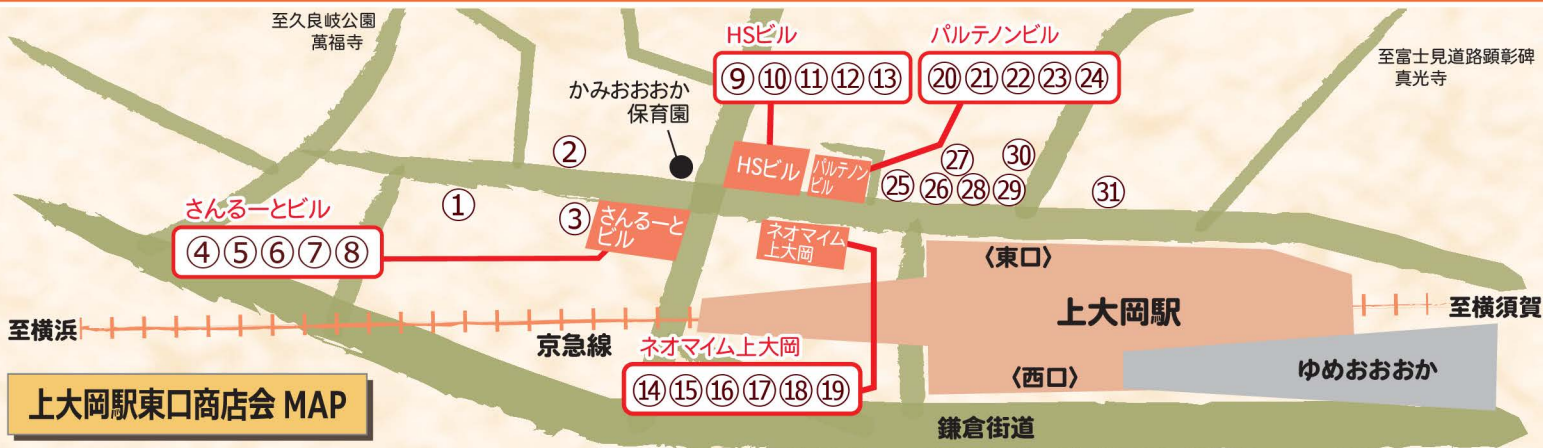 至久良岐公園
萬福寺
HSビル
⑨⑩⑪⑫⑬
パルテノンビル
⑳㉑㉒㉓㉔
至富士見道路顕彰碑
真光寺
かみおおおか
保育園
②
HSビル
パルテノン
ビル
㉗
㉚
㉕
㉖
㉘
㉙
㉛
①
③
さんるーとビル
④⑤⑥⑦⑧
さんるーと
ビル
ネオマイム
上大岡
〈東口〉
上大岡駅
至横浜
京急線
至横須賀
ネオマイム上大岡
⑭⑮⑯⑰⑱⑲
〈西口〉
ゆめおおおか
上大岡駅東口商店会 MAP
鎌倉街道